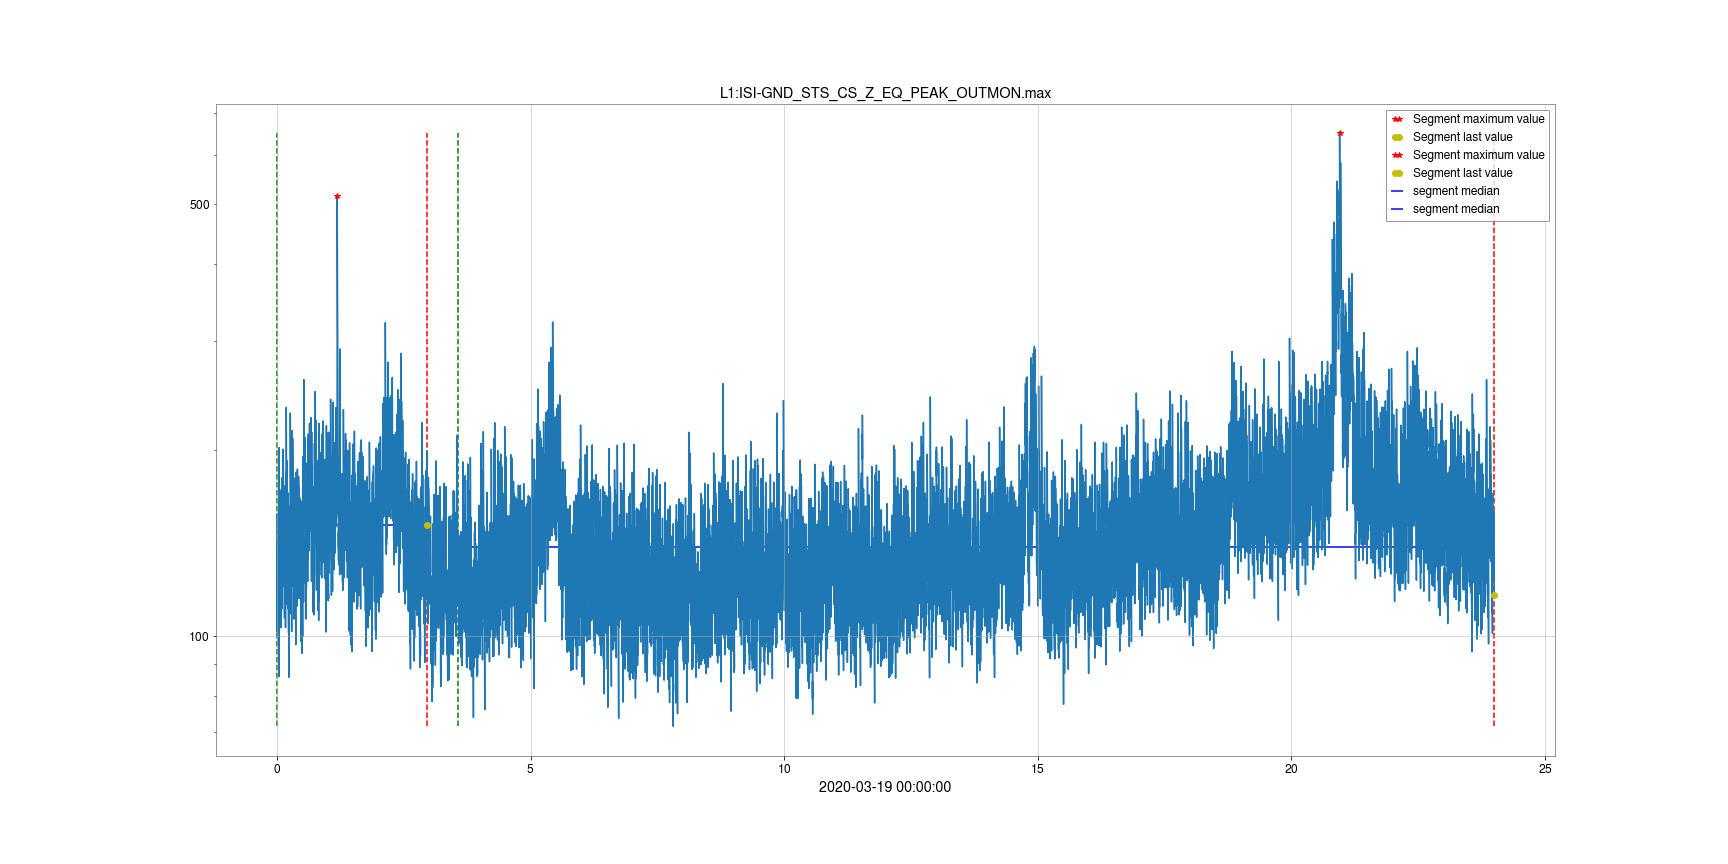 L1:ISI-GND_STS_CS_Z_EQ_PEAK_OUTMON.max
Segment maximum value
Segment last value
Segment maximum value
Segment last value
segment median
segment median
500
100
0
5
10
15
20
25
2020-03-19 00:00:00